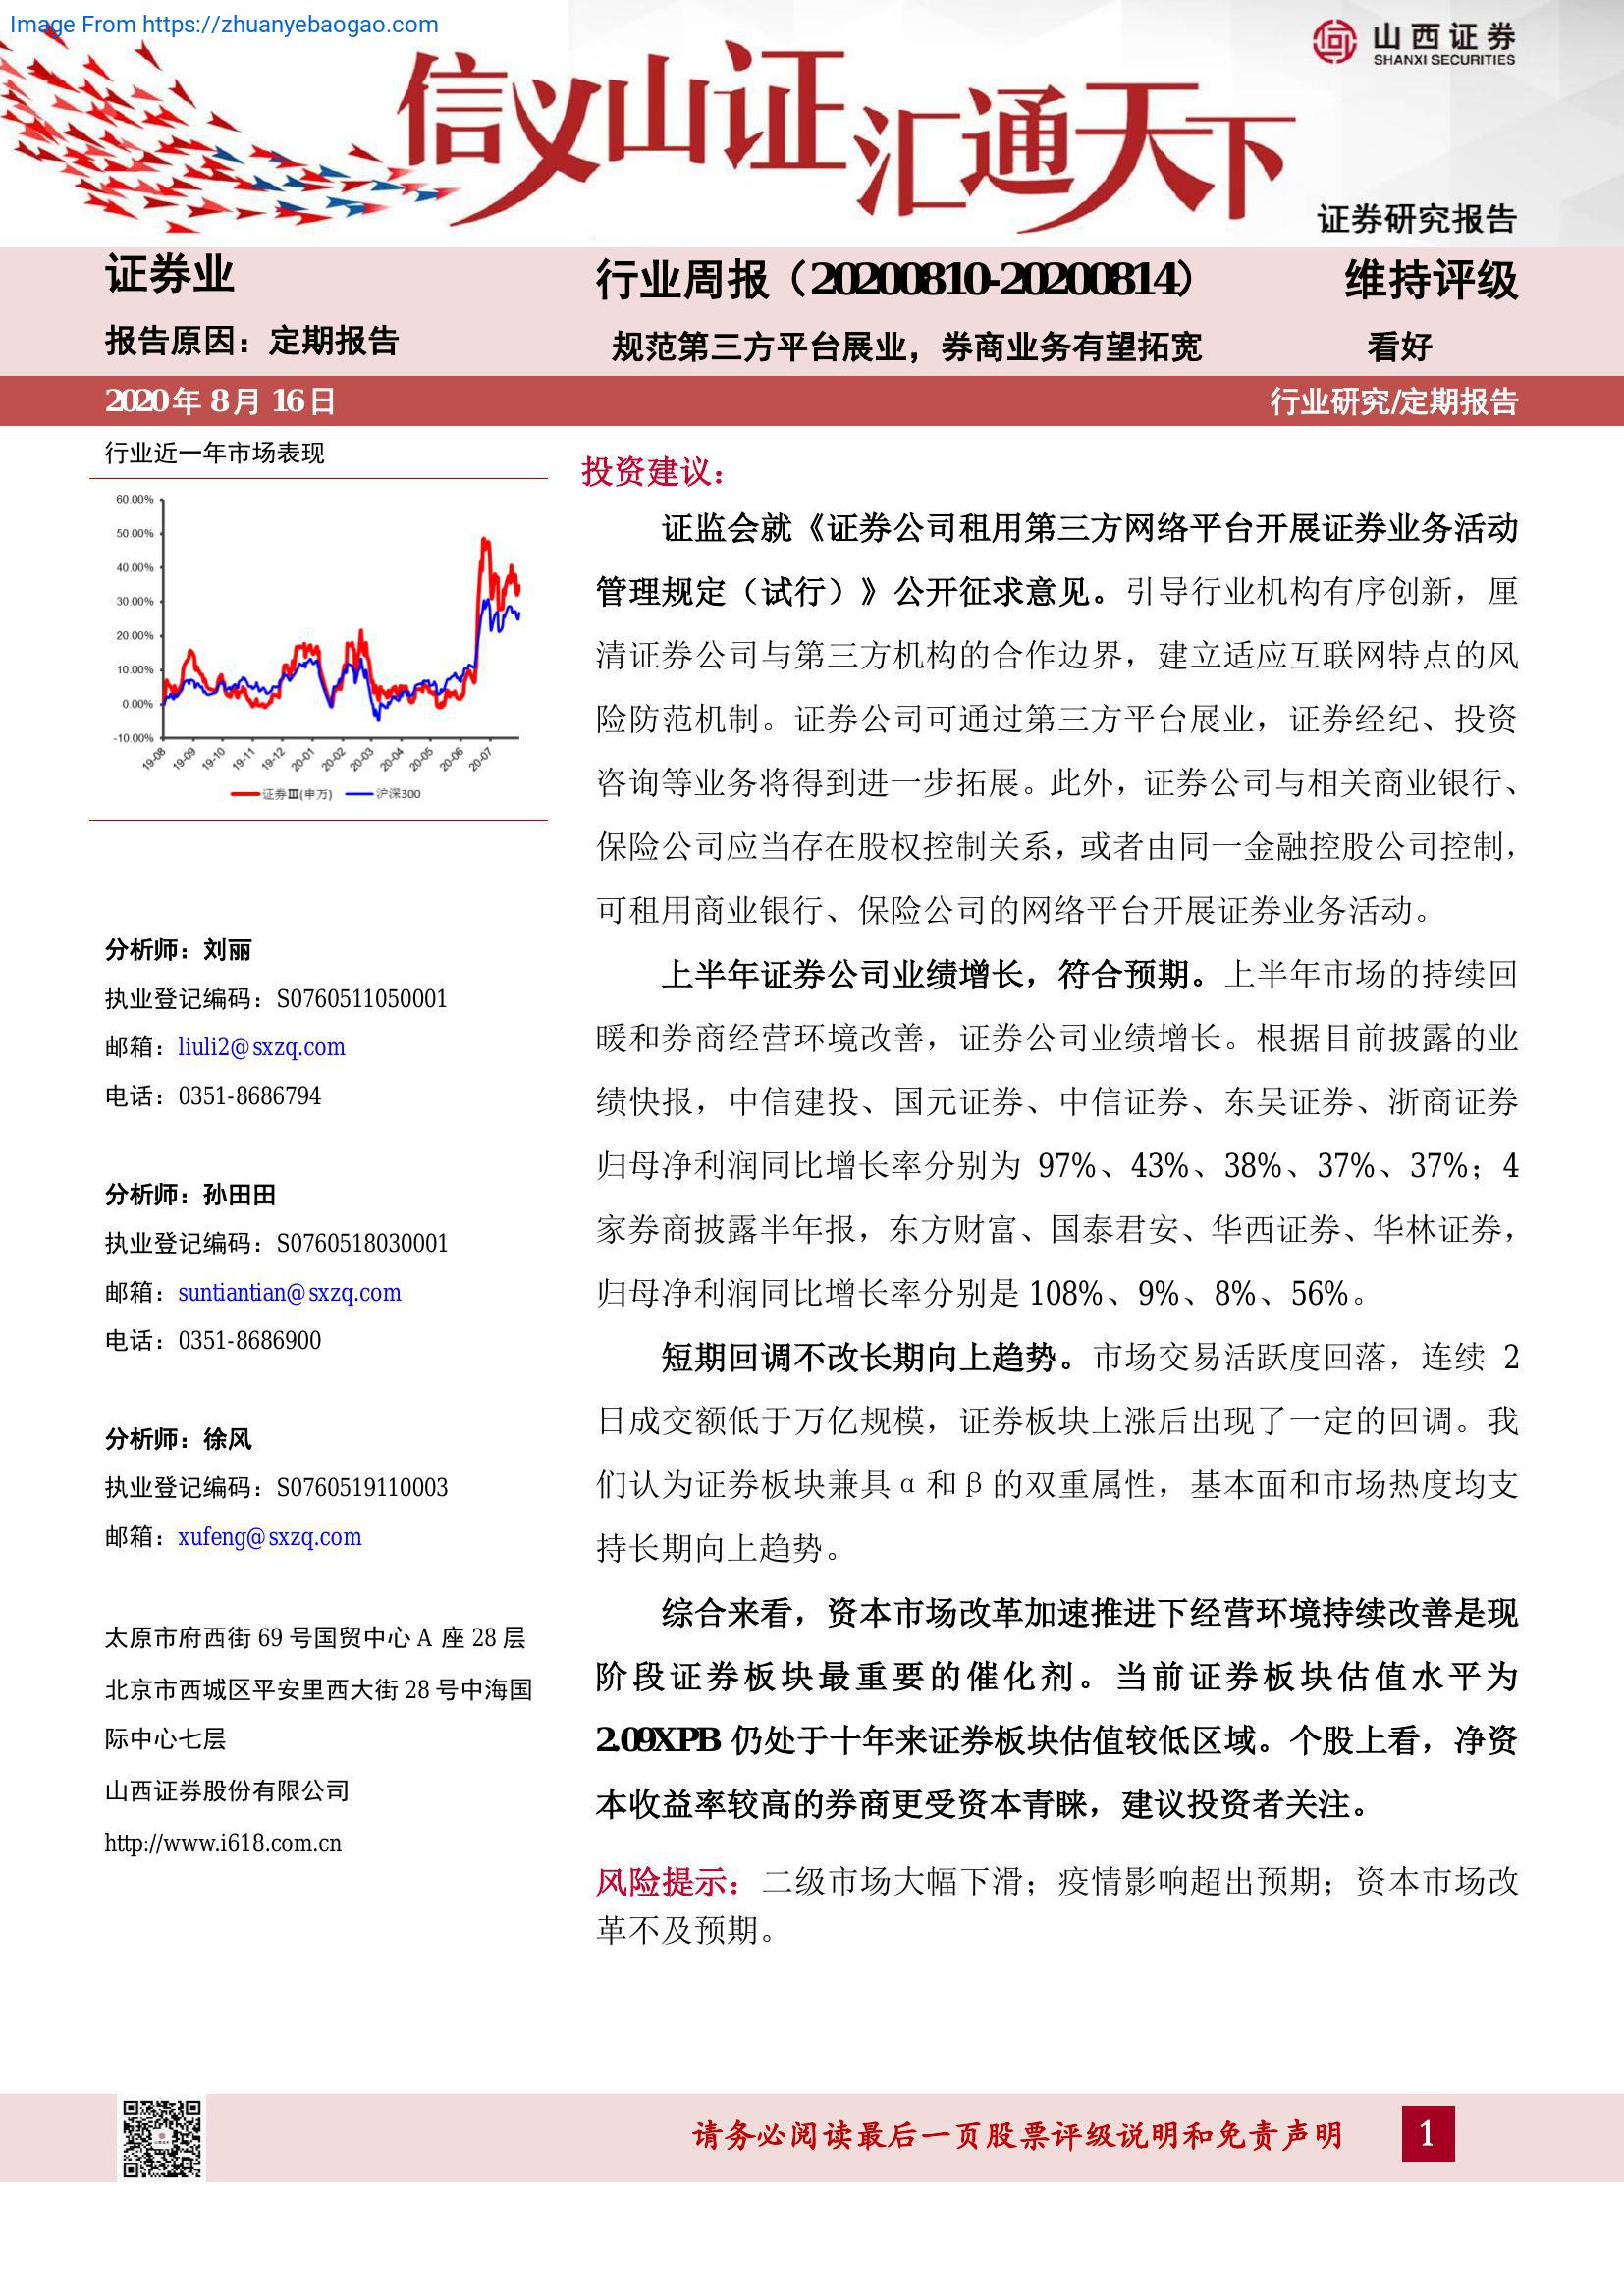 Image From https://zhuanyebaogao.com
山西证券
SHANXI SECURITIES
信义山证汇通天下
证券研究报告
证券业
报告原因：定期报告
行业周报（20200810-20200814）
维持评级
规范第三方平台展业，券商业务有望拓宽
看好
2020年 8月 16日
行业研究/定期报告
行业近一年市场表现
60.00%
50.00%
40.00%
30.00%
20.00%
10.00%
0.00%
-10.00%
19-08 19-09 19-10 19-11 19-12 20-01 20-02 20-03 20-04 20-05 20-06 20-07
证券Ⅲ(申万) 沪深300
分析师：刘丽
执业登记编码：S0760511050001
邮箱：liuli2@sxzq.com
电话：0351-8686794
分析师：孙田田
执业登记编码：S0760518030001
邮箱：suntiantian@sxzq.com
电话：0351-8686900
分析师：徐风
执业登记编码：S0760519110003
邮箱：xufeng@sxzq.com
太原市府西街 69 号国贸中心 A 座 28 层
北京市西城区平安里西大街 28 号中海国
际中心七层
山西证券股份有限公司
http://www.i618.com.cn
投资建议：
证监会就《证券公司租用第三方网络平台开展证券业务活动
管理规定（试行）》公开征求意见。引导行业机构有序创新，厘
清证券公司与第三方机构的合作边界，建立适应互联网特点的风
险防范机制。证券公司可通过第三方平台展业，证券经纪、投资
咨询等业务将得到进一步拓展。此外，证券公司与相关商业银行、
保险公司应当存在股权控制关系，或者由同一金融控股公司控制，
可租用商业银行、保险公司的网络平台开展证券业务活动。
上半年证券公司业绩增长，符合预期。上半年市场的持续回
暖和券商经营环境改善，证券公司业绩增长。根据目前披露的业
绩快报，中信建投、国元证券、中信证券、东吴证券、浙商证券
归母净利润同比增长率分别为 97%、43%、38%、37%、37%；4
家券商披露半年报，东方财富、国泰君安、华西证券、华林证券，
归母净利润同比增长率分别是 108%、9%、8%、56%。
短期回调不改长期向上趋势。市场交易活跃度回落，连续 2
日成交额低于万亿规模，证券板块上涨后出现了一定的回调。我
们认为证券板块兼具 α 和 β 的双重属性，基本面和市场热度均支
持长期向上趋势。
综合来看，资本市场改革加速推进下经营环境持续改善是现
阶段证券板块最重要的催化剂。当前证券板块估值水平为
2.09XPB 仍处于十年来证券板块估值较低区域。个股上看，净资
本收益率较高的券商更受资本青睐，建议投资者关注。
风险提示：二级市场大幅下滑；疫情影响超出预期；资本市场改
革不及预期。
请务必阅读最后一页股票评级说明和免责声明
1